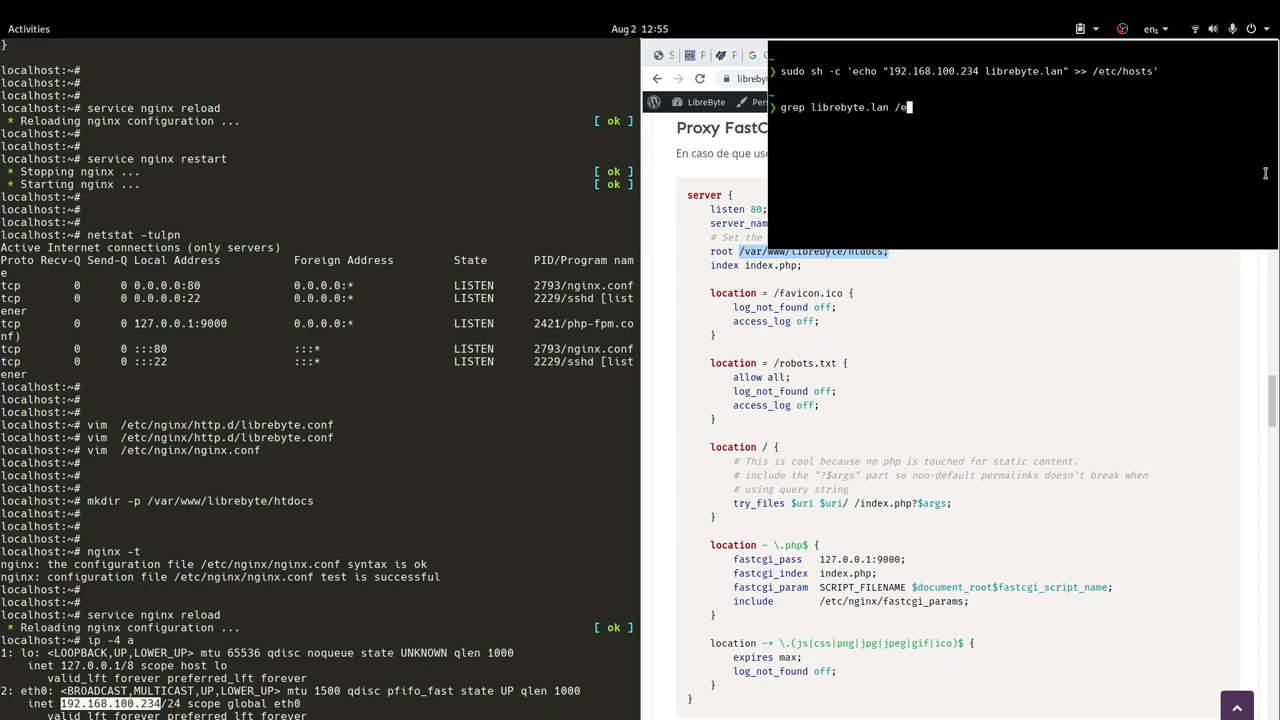 Activities
Aug 2 12:55
en₁
}
localhost:~#
localhost:~#
localhost:~#
localhost:~# service nginx reload
 * Reloading nginx configuration ... [ ok ]
localhost:~#
localhost:~#
localhost:~# service nginx restart
 * Stopping nginx ... [ ok ]
 * Starting nginx ... [ ok ]
localhost:~#
localhost:~#
localhost:~#
localhost:~# netstat -tulpn
Active Internet connections (only servers)
Proto Recv-Q Send-Q Local Address Foreign Address State PID/Program nam
e
tcp 0 0 0.0.0.0:80 0.0.0.0:* LISTEN 2793/nginx.conf
tcp 0 0 0.0.0.0:22 0.0.0.0:* LISTEN 2229/sshd [list
ener
tcp 0 0 127.0.0.1:9000 0.0.0.0:* LISTEN 2421/php-fpm.co
nf)
tcp 0 0 :::80 :::* LISTEN 2793/nginx.conf
tcp 0 0 :::22 :::* LISTEN 2229/sshd [list
ener
localhost:~#
localhost:~#
localhost:~#
localhost:~# vim  /etc/nginx/http.d/librebyte.conf
localhost:~# vim  /etc/nginx/http.d/librebyte.conf
localhost:~# vim  /etc/nginx/nginx.conf
localhost:~#
localhost:~#
localhost:~#
localhost:~# mkdir -p /var/www/librebyte/htdocs
localhost:~#
localhost:~#
localhost:~#
localhost:~# nginx -t
nginx: the configuration file /etc/nginx/nginx.conf syntax is ok
nginx: configuration file /etc/nginx/nginx.conf test is successful
localhost:~#
localhost:~#
localhost:~# service nginx reload
 * Reloading nginx configuration ... [ ok ]
localhost:~# ip -4 a
1: lo: <LOOPBACK,UP,LOWER_UP> mtu 65536 qdisc noqueue state UNKNOWN qlen 1000
    inet 127.0.0.1/8 scope host lo
       valid_lft forever preferred_lft forever
2: eth0: <BROADCAST,MULTICAST,UP,LOWER_UP> mtu 1500 qdisc pfifo_fast state UP qlen 1000
    inet 192.168.100.234/24 scope global eth0
       valid_lft forever preferred_lft forever
S P P G
libreby
LibreByte Pers
~
❯ sudo sh -c 'echo "192.168.100.234 librebyte.lan" >> /etc/hosts'
~
❯ grep librebyte.lan /e
Proxy FastC
En caso de que use
server {
    listen 80;
    server_nam
    # Set the
    root /var/www/librebyte/htdocs;
    index index.php;
    location = /favicon.ico {
        log_not_found off;
        access_log off;
    }
    location = /robots.txt {
        allow all;
        log_not_found off;
        access_log off;
    }
    location / {
        # This is cool because no php is touched for static content.
        # include the "?$args" part so non-default permalinks doesn't break when
        # using query string
        try_files $uri $uri/ /index.php?$args;
    }
    location ~ \.php$ {
        fastcgi_pass   127.0.0.1:9000;
        fastcgi_index  index.php;
        fastcgi_param  SCRIPT_FILENAME $document_root$fastcgi_script_name;
        include        /etc/nginx/fastcgi_params;
    }
    location ~* \.(js|css|png|jpg|jpeg|gif|ico)$ {
        expires max;
        log_not_found off;
    }
}